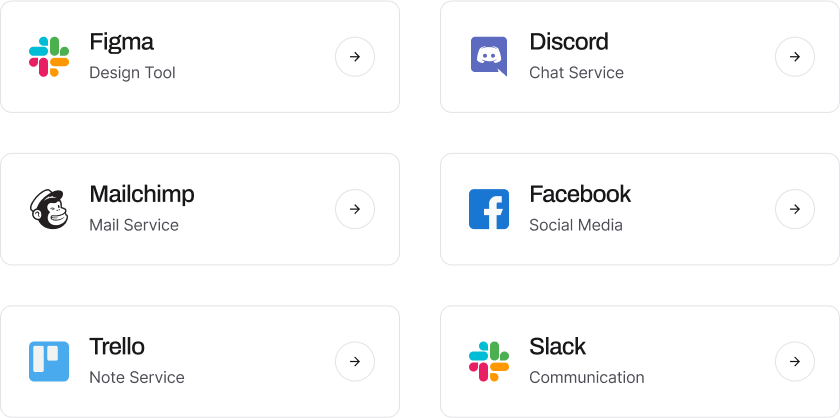 Figma
Design Tool
Discord
Chat Service
Mailchimp
Mail Service
Facebook
Social Media
Trello
Note Service
Slack
Communication